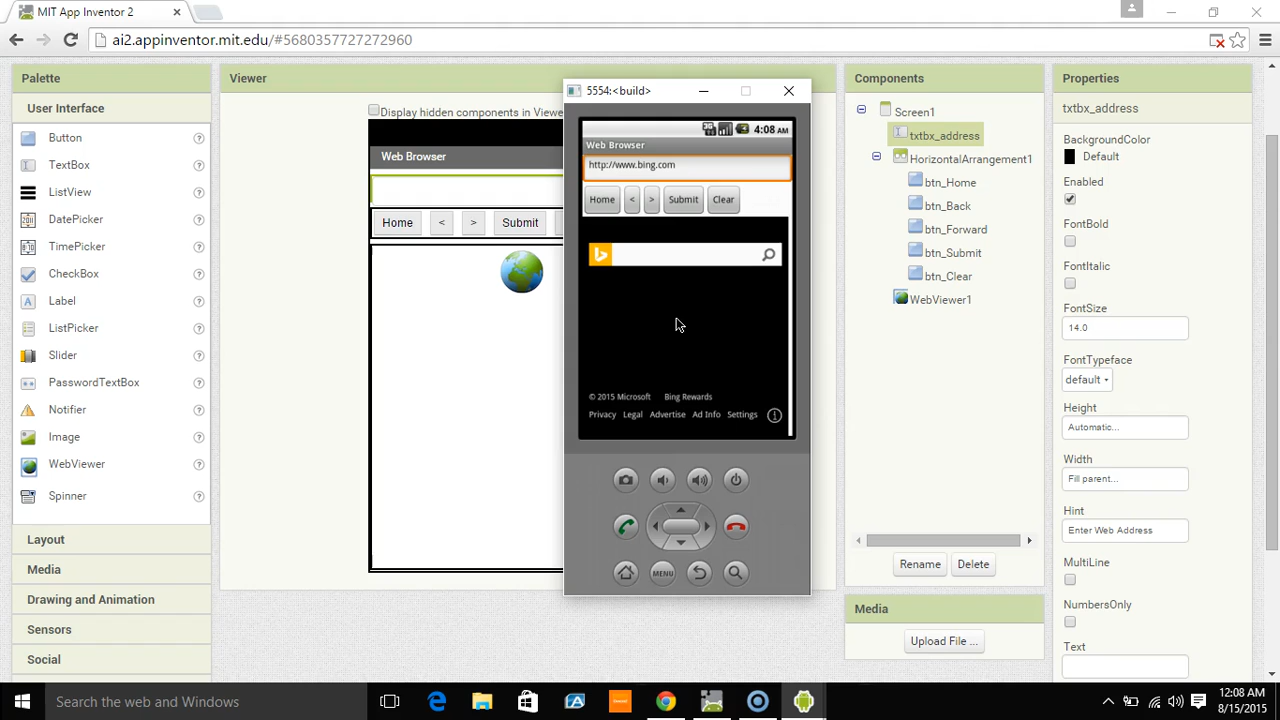 MIT App Inventor 2
ai2.appinventor.mit.edu/#5680357727272960
Palette
User Interface
Button ?
TextBox ?
ListView ?
DatePicker ?
TimePicker ?
CheckBox ?
Label ?
ListPicker ?
Slider ?
PasswordTextBox ?
Notifier ?
Image ?
WebViewer ?
Spinner ?
Layout
Media
Drawing and Animation
Sensors
Social
Viewer
Display hidden components in Viewe
Web Browser
Home < > Submit
5554:<build>
3G 4:08 AM
Web Browser
http://www.bing.com
Home < > Submit Clear
© 2015 Microsoft Bing Rewards
Privacy Legal Advertise Ad Info Settings
MENU
Components
Screen1
txtbx_address
HorizontalArrangement1
btn_Home
btn_Back
btn_Forward
btn_Submit
btn_Clear
WebViewer1
Rename Delete
Media
Upload File ...
Properties
txtbx_address
BackgroundColor
Default
Enabled
FontBold
FontItalic
FontSize
14.0
FontTypeface
default
Height
Automatic...
Width
Fill parent...
Hint
Enter Web Address
MultiLine
NumbersOnly
Text
Search the web and Windows
12:08 AM
8/15/2015